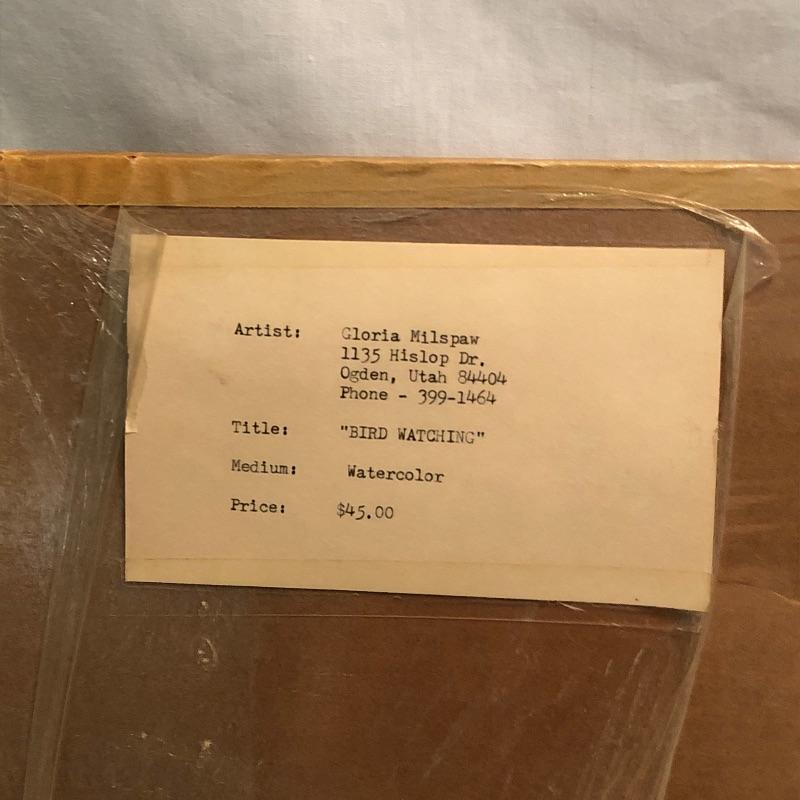 Artist: Gloria Milspaw
1135 Hislop Dr.
Ogden, Utah 84404
Phone - 399-1464
Title: "BIRD WATCHING"
Medium: Watercolor
Price: $45.00